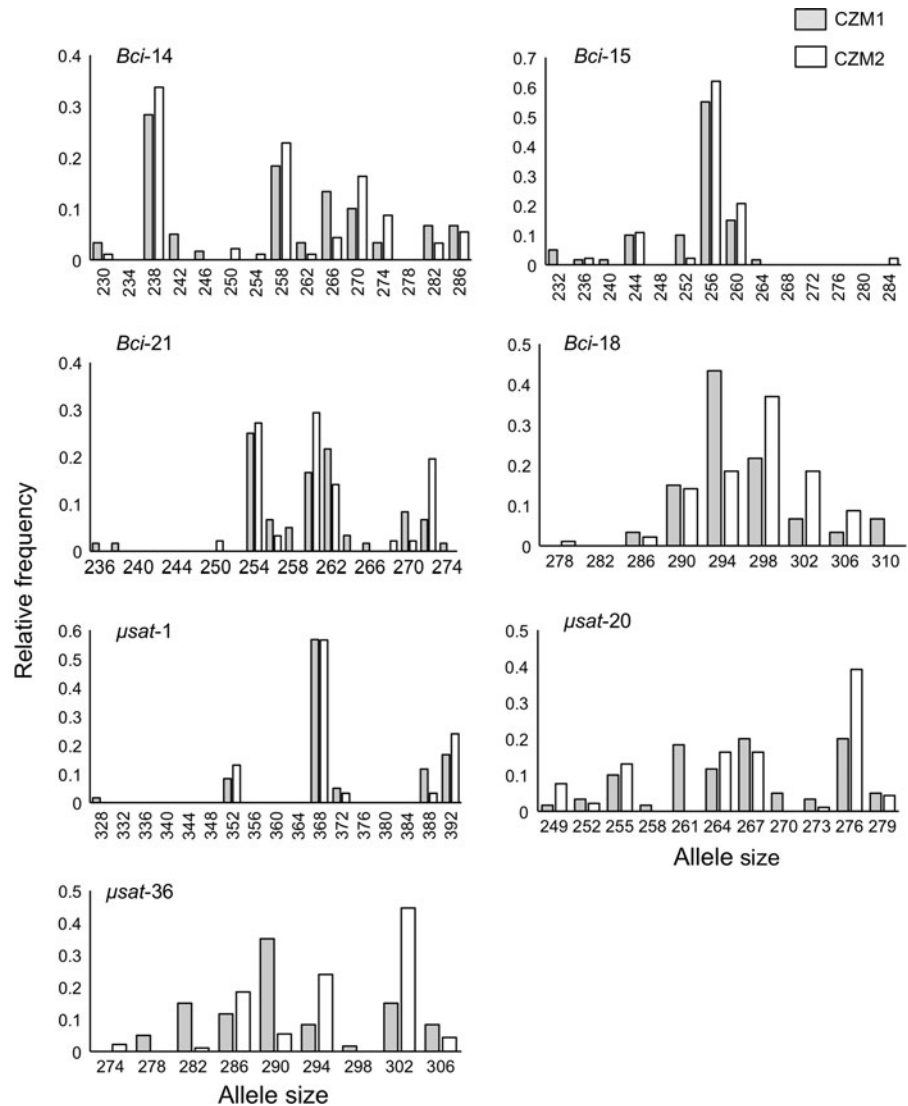 CZM1
CZM2
Bci-14
0.4
0.3
0.2
0.1
0
230 234 238 242 246 250 254 258 262 266 270 274 278 282 286
Bci-15
0.7
0.6
0.5
0.4
0.3
0.2
0.1
0.0
232 236 240 244 248 252 256 260 264 268 272 276 280 284
Bci-21
0.4
0.3
0.2
0.1
0
236 240 244 250 254 258 262 266 270 274
Bci-18
0.5
0.4
0.3
0.2
0.1
0
278 282 286 290 294 298 302 306 310
Relative frequency
µsat-1
0.6
0.5
0.4
0.3
0.2
0.1
0
328 332 336 340 344 348 352 356 360 364 368 372 376 380 384 388 392
µsat-20
0.5
0.4
0.3
0.2
0.1
0
249 252 255 258 261 264 267 270 273 276 279
Allele size
µsat-36
0.5
0.4
0.3
0.2
0.1
0
274 278 282 286 290 294 298 302 306
Allele size